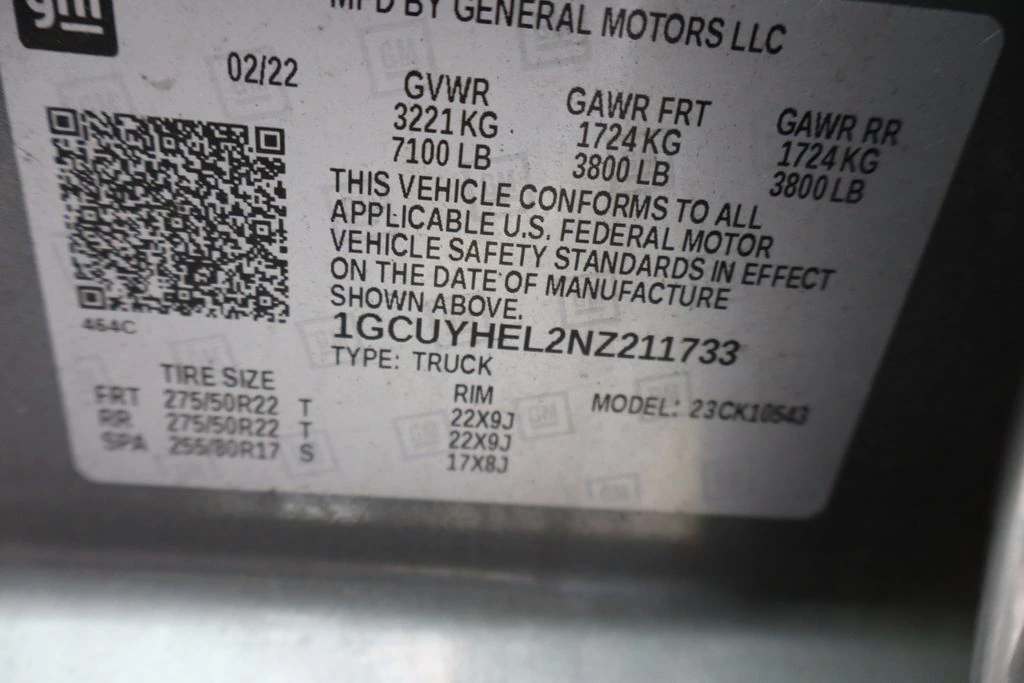 gm
MFD BY GENERAL MOTORS LLC
02/22
GVWR
3221 KG
7100 LB
GAWR FRT
1724 KG
3800 LB
GAWR RR
1724 KG
3800 LB
THIS VEHICLE CONFORMS TO ALL
APPLICABLE U.S. FEDERAL MOTOR
VEHICLE SAFETY STANDARDS IN EFFECT
ON THE DATE OF MANUFACTURE
SHOWN ABOVE.
464C
1GCUYHEL2NZ211733
TYPE: TRUCK
TIRE SIZE
RIM
MODEL: 23CK10543
FRT 275/50R22 T 22X9J
RR 275/50R22 T 22X9J
SPA 255/80R17 S 17X8J